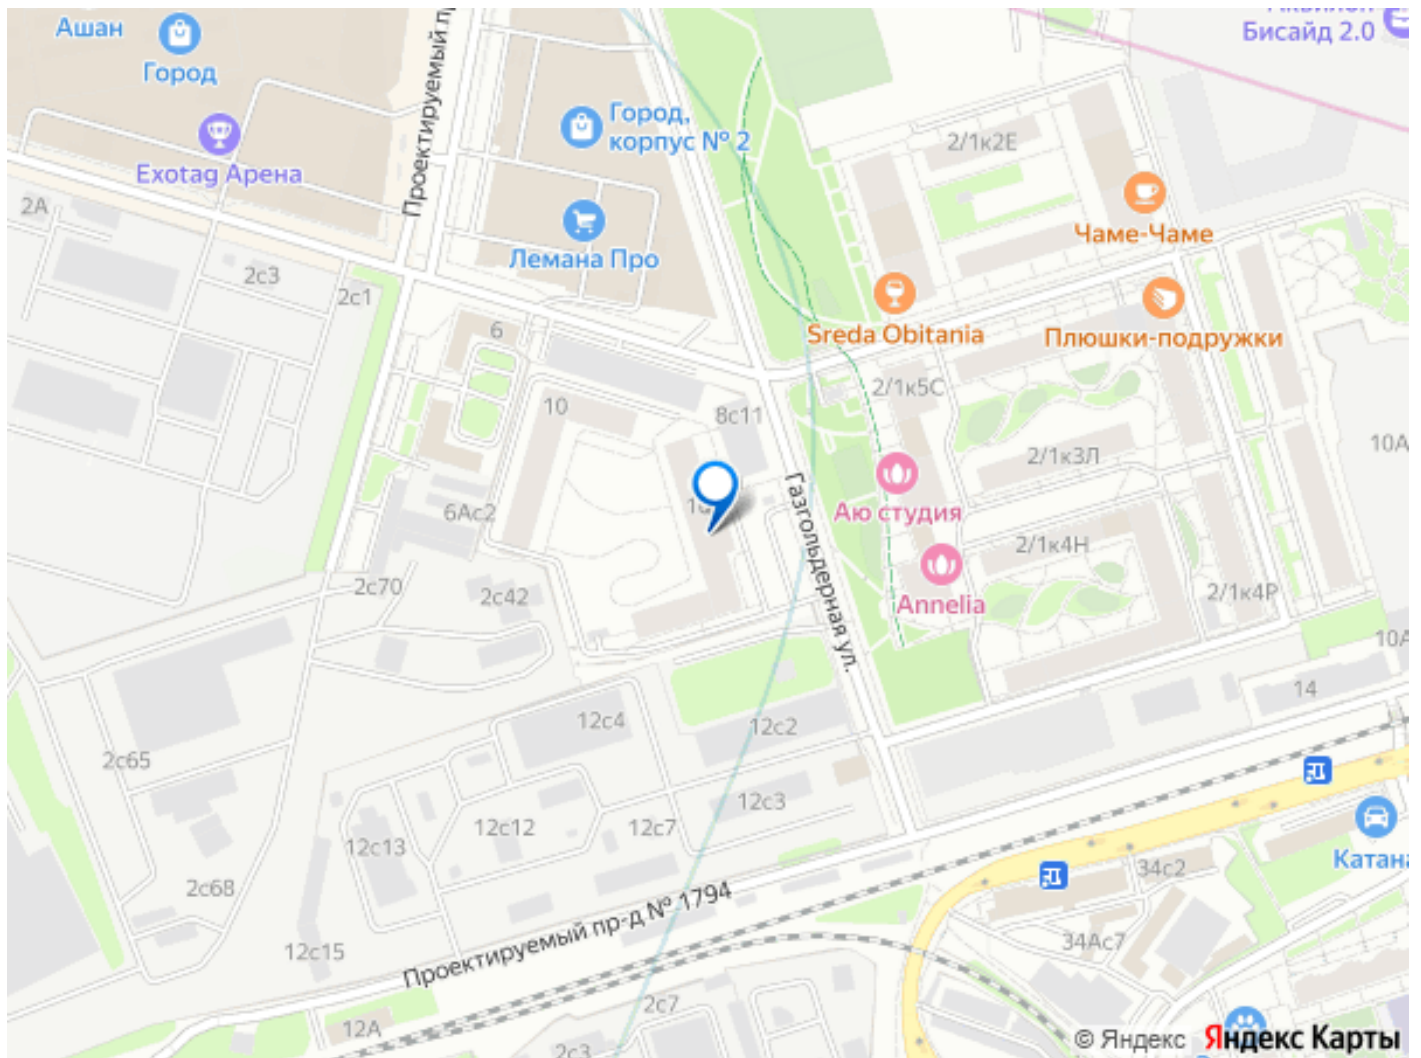 Ашан
Город
Проектируемый
Exotag Арена
Город,
корпус № 2
Лемана Про
Бисайд 2.0
2/1к2Е
Чаме-Чаме
Sreda Obitania
Плюшки-подружки
2А
2с3
2с1
6
10
8с11
2/1к5С
2/1к3Л
10А
Аю студия
6Ас2
Газгольдерная ул.
2/1к4Н
2с70
2с42
Annelia
2/1к4Р
10А
14
12с4
12с2
2с65
12с3
12с12
12с7
12с13
Катана
34с2
2с68
Проектируемый пр-д № 1794
34Ас7
12с15
2с7
12А
2с3
© Яндекс Яндекс Карты